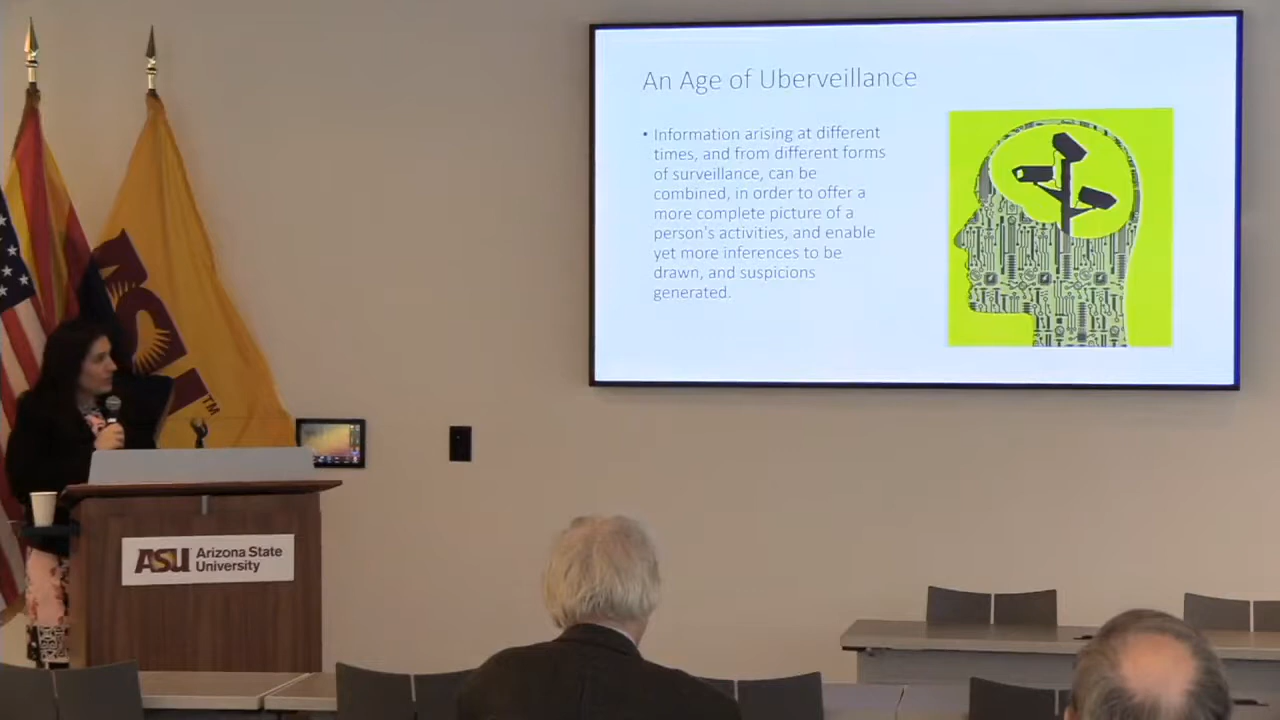 An Age of Uberveillance
• Information arising at different
times, and from different forms
of surveillance, can be
combined, in order to offer a
more complete picture of a
person's activities, and enable
yet more inferences to be
drawn, and suspicions
generated.
ASU
TM
ASU Arizona State
University